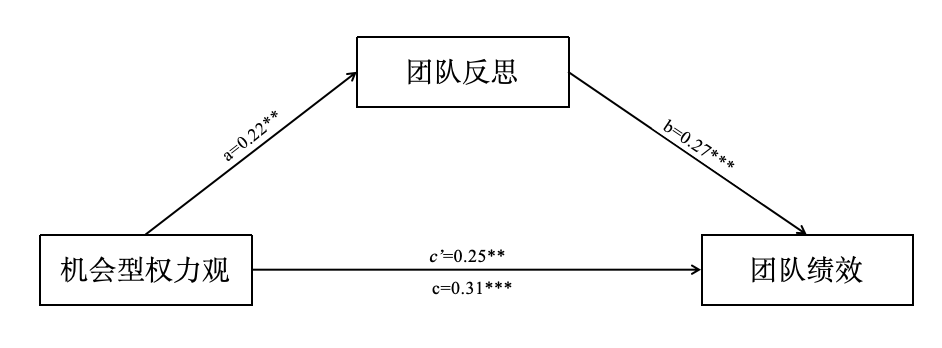 团队反思
a=0.22**
b=0.27***
机会型权力观
c’=0.25**
c=0.31***
团队绩效